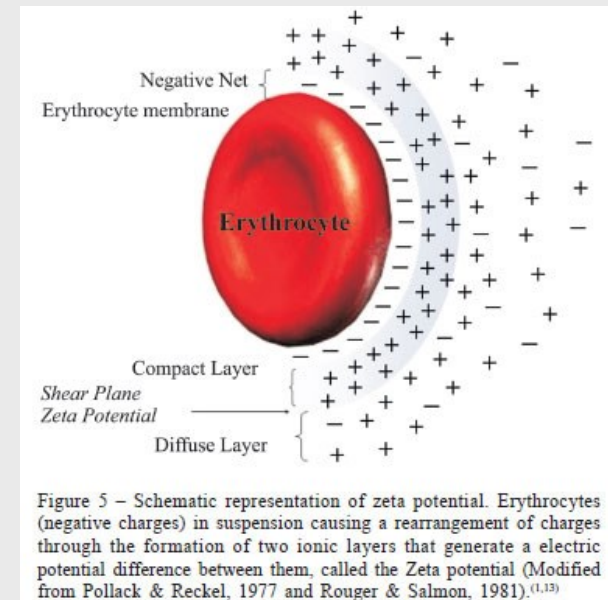 Negative Net
Erythrocyte membrane
Erythrocyte
Compact Layer
Shear Plane
Zeta Potential
Diffuse Layer
Figure 5 – Schematic representation of zeta potential. Erythrocytes
(negative charges) in suspension causing a rearrangement of charges
through the formation of two ionic layers that generate a electric
potential difference between them, called the Zeta potential (Modified
from Pollack & Reckel, 1977 and Rouger & Salmon, 1981).(1,13)